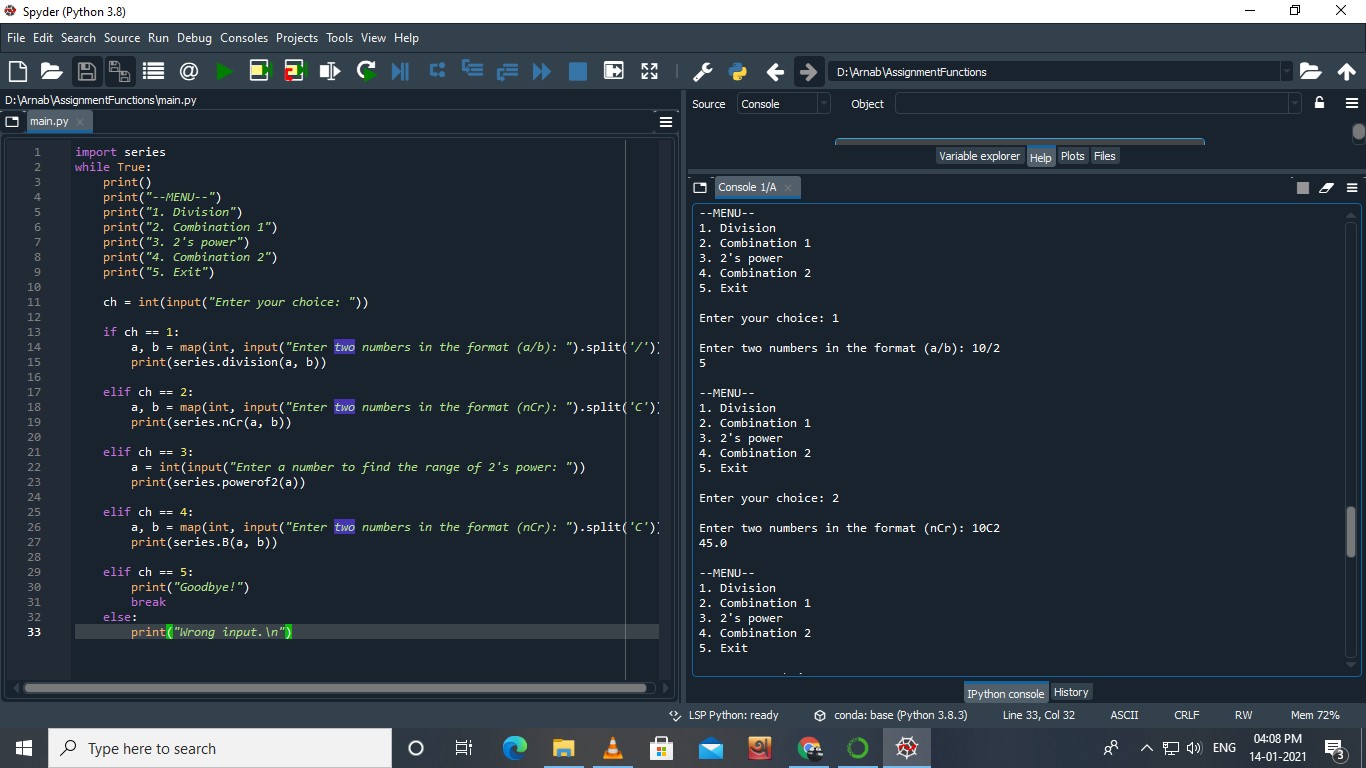 Spyder (Python 3.8)
File Edit Search Source Run Debug Consoles Projects Tools View Help
D:\Arnab\AssignmentFunctions
D:\Arnab\AssignmentFunctions\main.py
main.py
1 import series
2 while True:
3 print()
4 print("--MENU--")
5 print("1. Division")
6 print("2. Combination 1")
7 print("3. 2's power")
8 print("4. Combination 2")
9 print("5. Exit")
10
11 ch = int(input("Enter your choice: "))
12
13 if ch == 1:
14 a, b = map(int, input("Enter two numbers in the format (a/b): ").split('/'))
15 print(series.division(a, b))
16
17 elif ch == 2:
18 a, b = map(int, input("Enter two numbers in the format (nCr): ").split('C'))
19 print(series.nCr(a, b))
20
21 elif ch == 3:
22 a = int(input("Enter a number to find the range of 2's power: "))
23 print(series.powerof2(a))
24
25 elif ch == 4:
26 a, b = map(int, input("Enter two numbers in the format (nCr): ").split('C'))
27 print(series.B(a, b))
28
29 elif ch == 5:
30 print("Goodbye!")
31 break
32 else:
33 print("Wrong input.\n")
Source Console Object
Variable explorer Help Plots Files
Console 1/A
--MENU--
1. Division
2. Combination 1
3. 2's power
4. Combination 2
5. Exit
Enter your choice: 1
Enter two numbers in the format (a/b): 10/2
5
--MENU--
1. Division
2. Combination 1
3. 2's power
4. Combination 2
5. Exit
Enter your choice: 2
Enter two numbers in the format (nCr): 10C2
45.0
--MENU--
1. Division
2. Combination 1
3. 2's power
4. Combination 2
5. Exit
IPython console History
LSP Python: ready conda: base (Python 3.8.3) Line 33, Col 32 ASCII CRLF RW Mem 72%
Type here to search
ENG
04:08 PM
14-01-2021
3